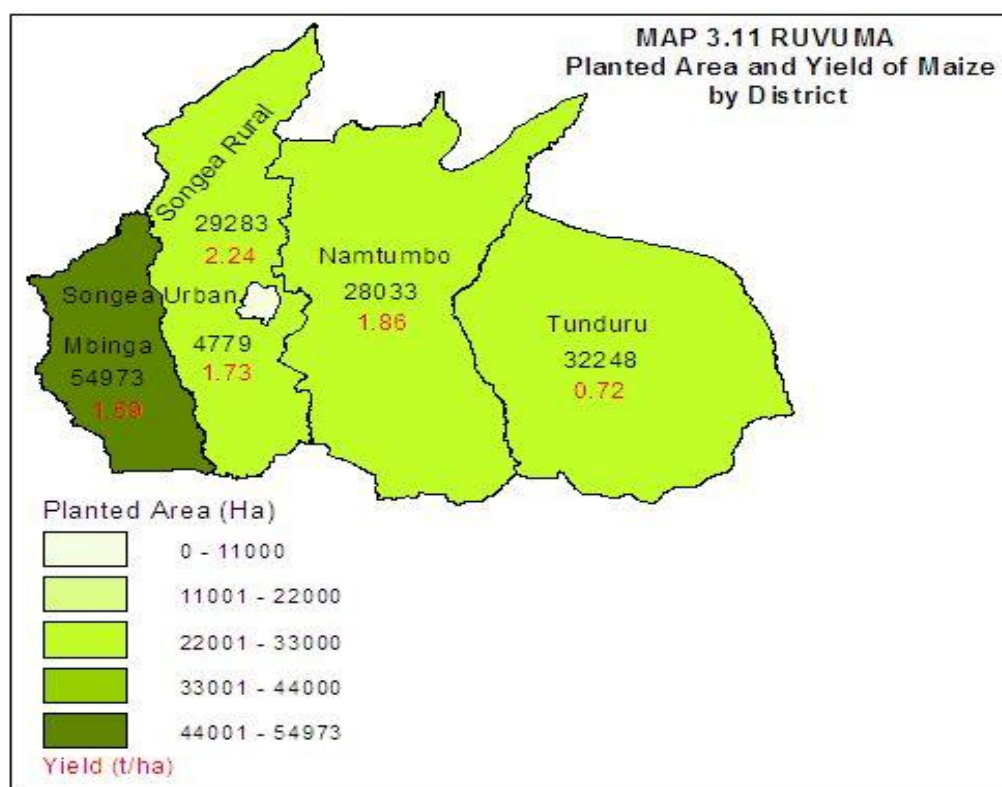 MAP 3.11 RUVUMA
Planted Area and Yield of Maize
by District
Songea Rural
29283
2.24
Songea Urban
4779
1.73
Mbinga
54973
1.69
Namtumbo
28033
1.86
Tunduru
32248
0.72
Planted Area (Ha)
0 - 11000
11001 - 22000
22001 - 33000
33001 - 44000
44001 - 54973
Yield (t/ha)